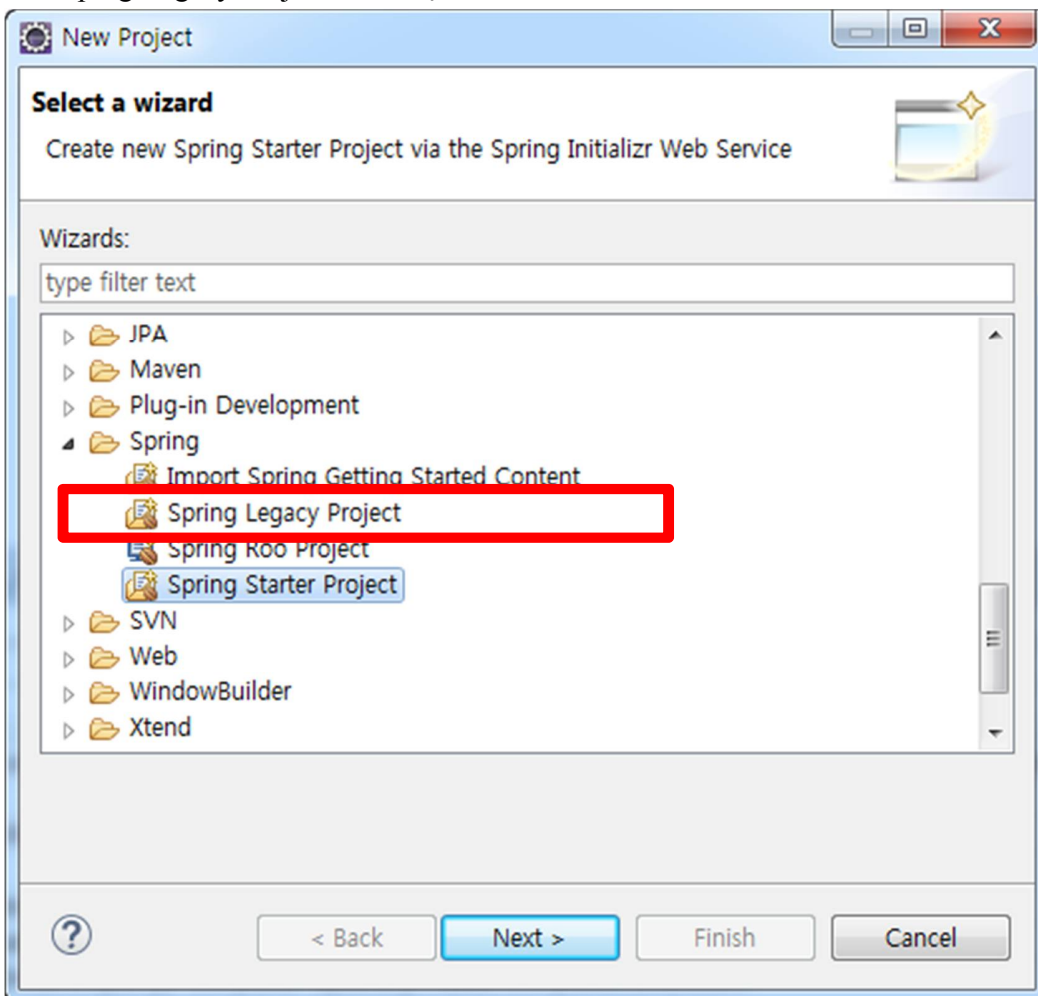 New Project
Select a wizard
Create new Spring Starter Project via the Spring Initializr Web Service
Wizards:
type filter text
JPA
Maven
Plug-in Development
Spring
Import Spring Getting Started Content
Spring Legacy Project
Spring Roo Project
Spring Starter Project
SVN
Web
WindowBuilder
Xtend
?
< Back
Next >
Finish
Cancel